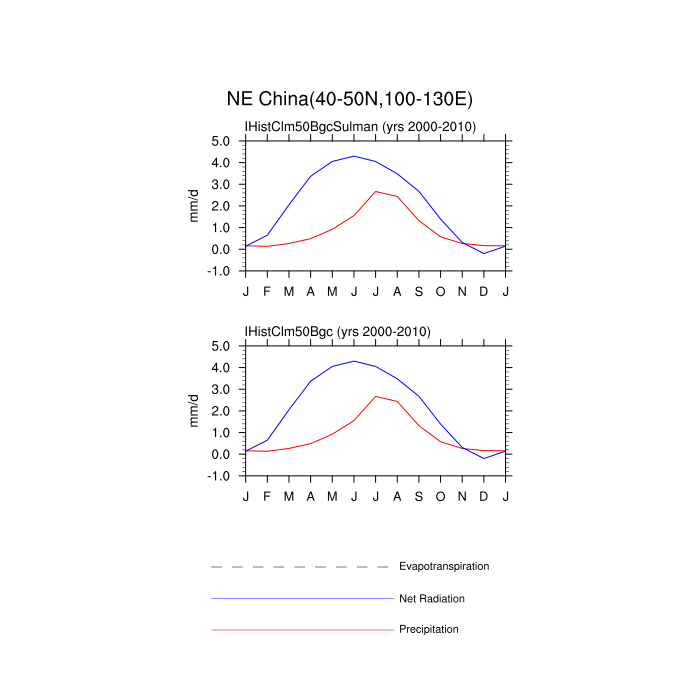 NE China(40-50N,100-130E)
IHistClm50BgcSulman (yrs 2000-2010)
5.0
4.0
3.0
2.0
1.0
0.0
-1.0
mm/d
J F M A M J J A S O N D J
IHistClm50Bgc (yrs 2000-2010)
5.0
4.0
3.0
2.0
1.0
0.0
-1.0
mm/d
J F M A M J J A S O N D J
Evapotranspiration
Net Radiation
Precipitation